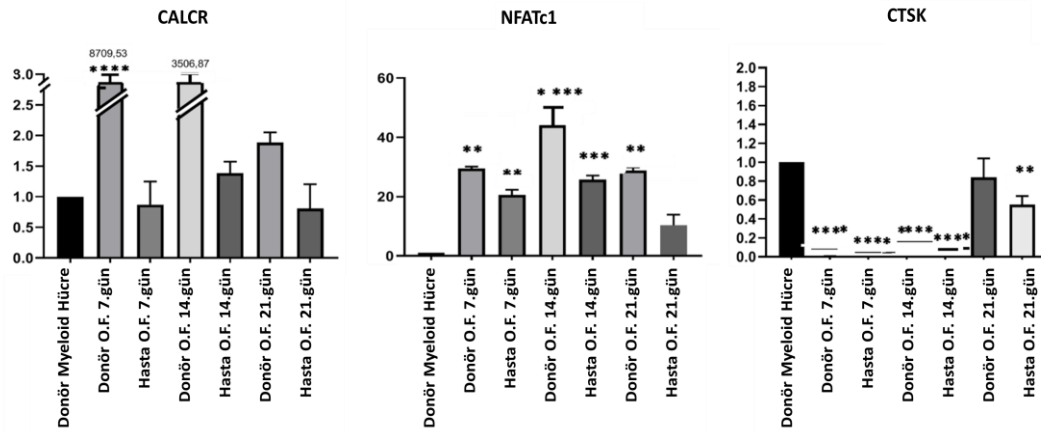 CALCR
8709,53
****
3506,87
3.0
2.5
2.0
1.5
1.0
0.5
0.0
Donör Myeloid Hücre
Donör O.F. 7.gün
Hasta O.F. 7.gün
Donör O.F. 14.gün
Hasta O.F. 14.gün
Donör O.F. 21.gün
Hasta O.F. 21.gün
NFATc1
60
40
20
0
**
**
* ***
***
**
Donör Myeloid Hücre
Donör O.F. 7.gün
Hasta O.F. 7.gün
Donör O.F. 14.gün
Hasta O.F. 14.gün
Donör O.F. 21.gün
Hasta O.F. 21.gün
CTSK
2.0
1.8
1.6
1.4
1.2
1.0
0.8
0.6
0.4
0.2
0.0
****
****
****
****
**
Donör Myeloid Hücre
Donör O.F. 7.gün
Hasta O.F. 7.gün
Donör O.F. 14.gün
Hasta O.F. 14.gün
Donör O.F. 21.gün
Hasta O.F. 21.gün